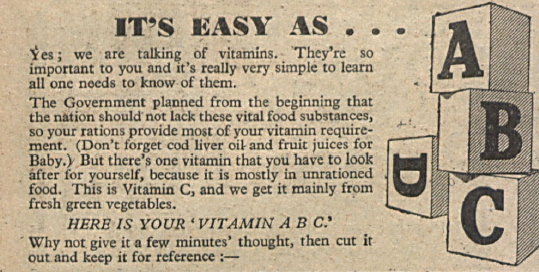 IT'S EASY AS . . .
Yes; we are talking of vitamins. They're so
important to you and it's really very simple to learn
all one needs to know of them.
The Government planned from the beginning that
the nation should not lack these vital food substances,
so your rations provide most of your vitamin require-
ment. (Don't forget cod liver oil and fruit juices for
Baby.) But there's one vitamin that you have to look
after for yourself, because it is mostly in unrationed
food. This is Vitamin C, and we get it mainly from
fresh green vegetables.
HERE IS YOUR 'VITAMIN A B C.'
Why not give it a few minutes' thought, then cut it
out and keep it for reference :—
A
B
D
C